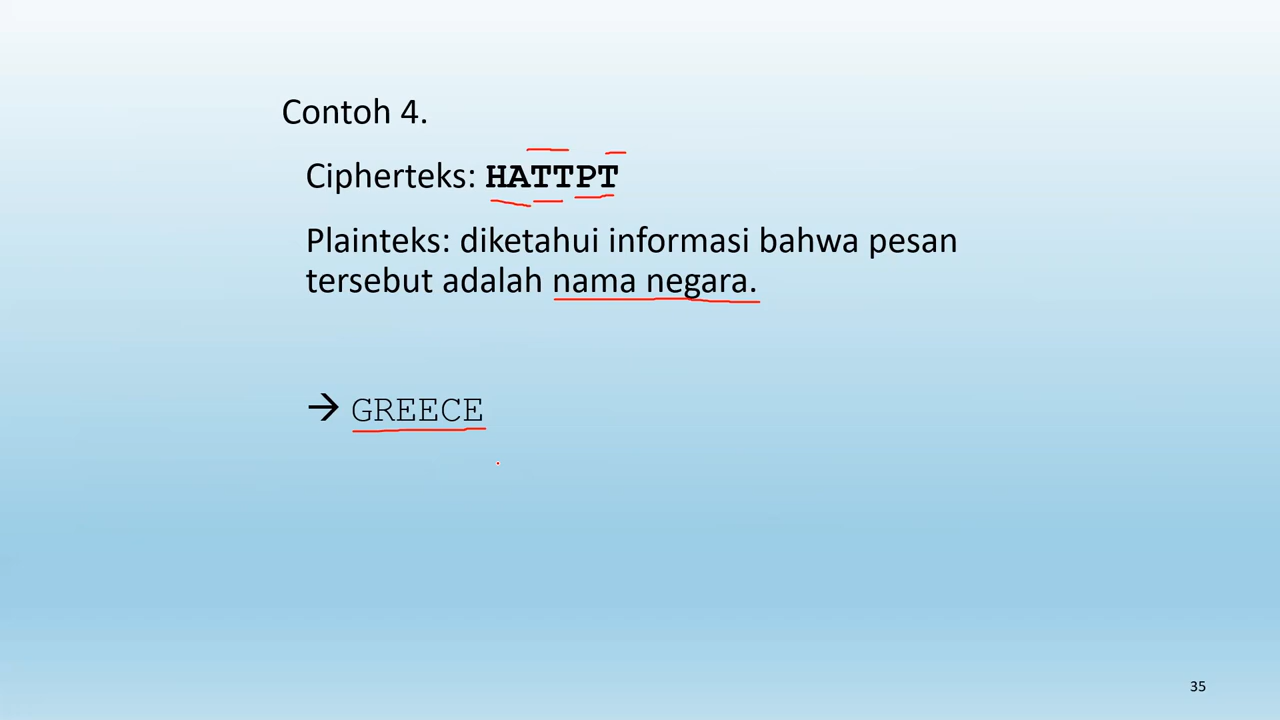 Contoh 4.
Cipherteks: HATTPT
Plainteks: diketahui informasi bahwa pesan
tersebut adalah nama negara.
→ GREECE
35